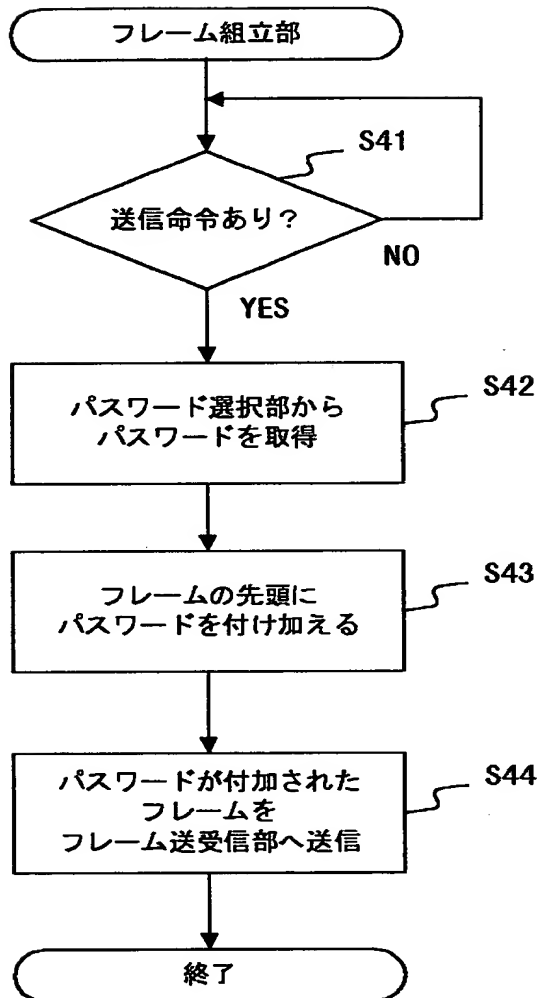 フレーム組立部
S41
送信命令あり?
NO
YES
S42
パスワード選択部から
パスワードを取得
S43
フレームの先頭に
パスワードを付け加える
S44
パスワードが付加された
フレームを
フレーム送受信部へ送信
終了